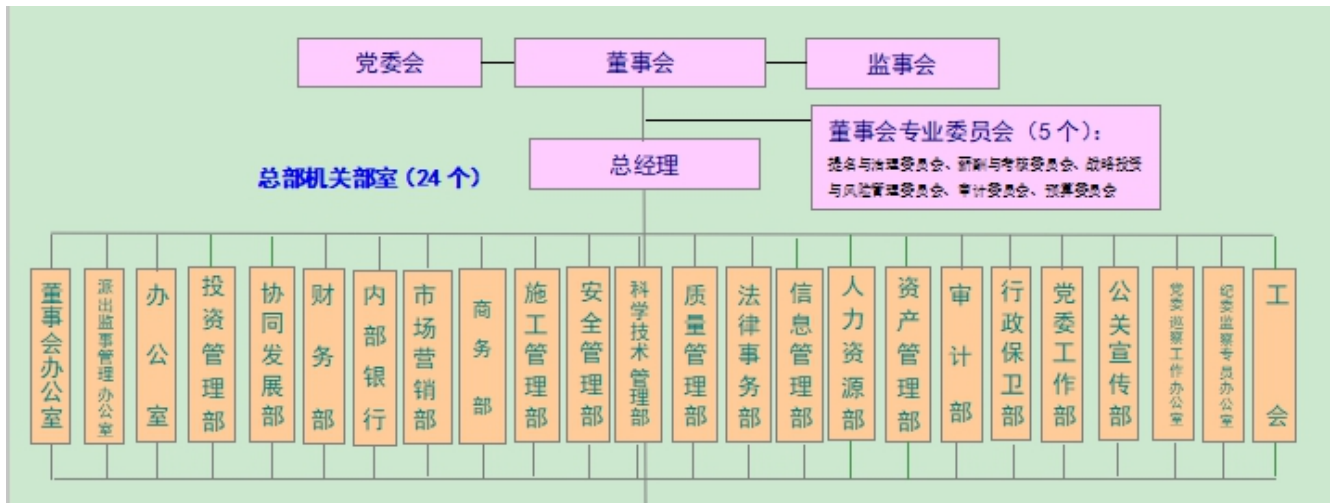 党委会
董事会
监事会
董事会专业委员会（5 个）：
提名与治理委员会、薪酬与考核委员会、战略投资
与风险管理委员会、审计委员会、预算委员会
总经理
总部机关部室（24 个）
董事会办公室
派出监事管理办公室
办公室
投资管理部
协同发展部
财务部
内部银行
市场营销部
商务部
施工管理部
安全管理部
科学技术管理部
质量管理部
法律事务部
信息管理部
人力资源部
资产管理部
审计部
行政保卫部
党委工作部
公关宣传部
党委巡察工作办公室
纪委监察专员办公室
工会